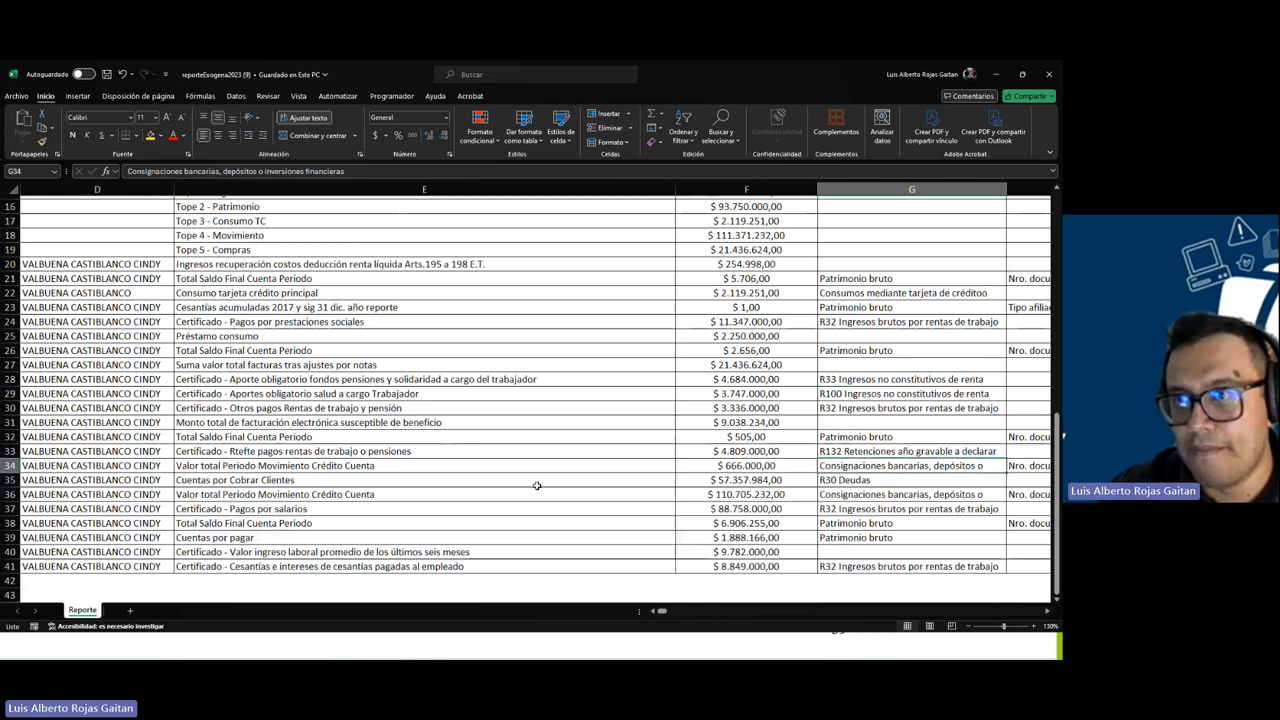 Autoguardado
reporteExogena2023 (9) • Guardado en Este PC
Buscar
Luis Alberto Rojas Gaitan
Archivo Inicio Insertar Disposición de página Fórmulas Datos Revisar Vista Automatizar Programador Ayuda Acrobat
Comentarios Compartir
Pegar
Calibri 11
N K S
Ajustar texto
Combinar y centrar
General
Formato condicional
Dar formato como tabla
Estilos de celda
Insertar
Eliminar
Formato
Ordenar y filtrar
Buscar y seleccionar
Confidencialidad
Complementos
Analizar datos
Crear PDF y compartir vínculo
Crear PDF y compartir con Outlook
Portapapeles Fuente Alineación Número Estilos Celdas Edición Confidencialidad Complementos Adobe Acrobat
G34 fx Consignaciones bancarias, depósitos o inversiones financieras
D E F G
16 Tope 2 - Patrimonio $ 93.750.000,00
17 Tope 3 - Consumo TC $ 2.119.251,00
18 Tope 4 - Movimiento $ 111.371.232,00
19 Tope 5 - Compras $ 21.436.624,00
20 VALBUENA CASTIBLANCO CINDY Ingresos recuperación costos deducción renta líquida Arts.195 a 198 E.T. $ 254.998,00
21 VALBUENA CASTIBLANCO CINDY Total Saldo Final Cuenta Periodo $ 5.706,00 Patrimonio bruto Nro. docu
22 VALBUENA CASTIBLANCO Consumo tarjeta crédito principal $ 2.119.251,00 Consumos mediante tarjeta de créditoo
23 VALBUENA CASTIBLANCO CINDY Cesantías acumuladas 2017 y sig 31 dic. año reporte $ 1,00 Patrimonio bruto Tipo afilia
24 VALBUENA CASTIBLANCO CINDY Certificado - Pagos por prestaciones sociales $ 11.347.000,00 R32 Ingresos brutos por rentas de trabajo
25 VALBUENA CASTIBLANCO CINDY Préstamo consumo $ 2.250.000,00
26 VALBUENA CASTIBLANCO CINDY Total Saldo Final Cuenta Periodo $ 2.656,00 Patrimonio bruto Nro. docu
27 VALBUENA CASTIBLANCO CINDY Suma valor total facturas tras ajustes por notas $ 21.436.624,00
28 VALBUENA CASTIBLANCO CINDY Certificado - Aporte obligatorio fondos pensiones y solidaridad a cargo del trabajador $ 4.684.000,00 R33 Ingresos no constitutivos de renta
29 VALBUENA CASTIBLANCO CINDY Certificado - Aportes obligatorio salud a cargo Trabajador $ 3.747.000,00 R100 Ingresos no constitutivos de renta
30 VALBUENA CASTIBLANCO CINDY Certificado - Otros pagos Rentas de trabajo y pensión $ 3.336.000,00 R32 Ingresos brutos por rentas de trabajo
31 VALBUENA CASTIBLANCO CINDY Monto total de facturación electrónica susceptible de beneficio $ 9.038.234,00
32 VALBUENA CASTIBLANCO CINDY Total Saldo Final Cuenta Periodo $ 505,00 Patrimonio bruto Nro. docu
33 VALBUENA CASTIBLANCO CINDY Certificado - Rtefte pagos rentas de trabajo o pensiones $ 4.809.000,00 R132 Retenciones año gravable a declarar
34 VALBUENA CASTIBLANCO CINDY Valor total Periodo Movimiento Crédito Cuenta $ 666.000,00 Consignaciones bancarias, depósitos o Nro. docu
35 VALBUENA CASTIBLANCO CINDY Cuentas por Cobrar Clientes $ 57.357.984,00 R30 Deudas
36 VALBUENA CASTIBLANCO CINDY Valor total Periodo Movimiento Crédito Cuenta $ 110.705.232,00 Consignaciones bancarias, depósitos o Nro. docu
37 VALBUENA CASTIBLANCO CINDY Certificado - Pagos por salarios $ 88.758.000,00 R32 Ingresos brutos por rentas de trabajo
38 VALBUENA CASTIBLANCO CINDY Total Saldo Final Cuenta Periodo $ 6.906.255,00 Patrimonio bruto Nro. docu
39 VALBUENA CASTIBLANCO CINDY Cuentas por pagar $ 1.888.166,00 Patrimonio bruto
40 VALBUENA CASTIBLANCO CINDY Certificado - Valor ingreso laboral promedio de los últimos seis meses $ 9.782.000,00
41 VALBUENA CASTIBLANCO CINDY Certificado - Cesantías e intereses de cesantías pagadas al empleado $ 8.849.000,00 R32 Ingresos brutos por rentas de trabajo
42
43
Reporte
Listo Accesibilidad: es necesario investigar 130%
Luis Alberto Rojas Gaitan
Luis Alberto Rojas Gaitan